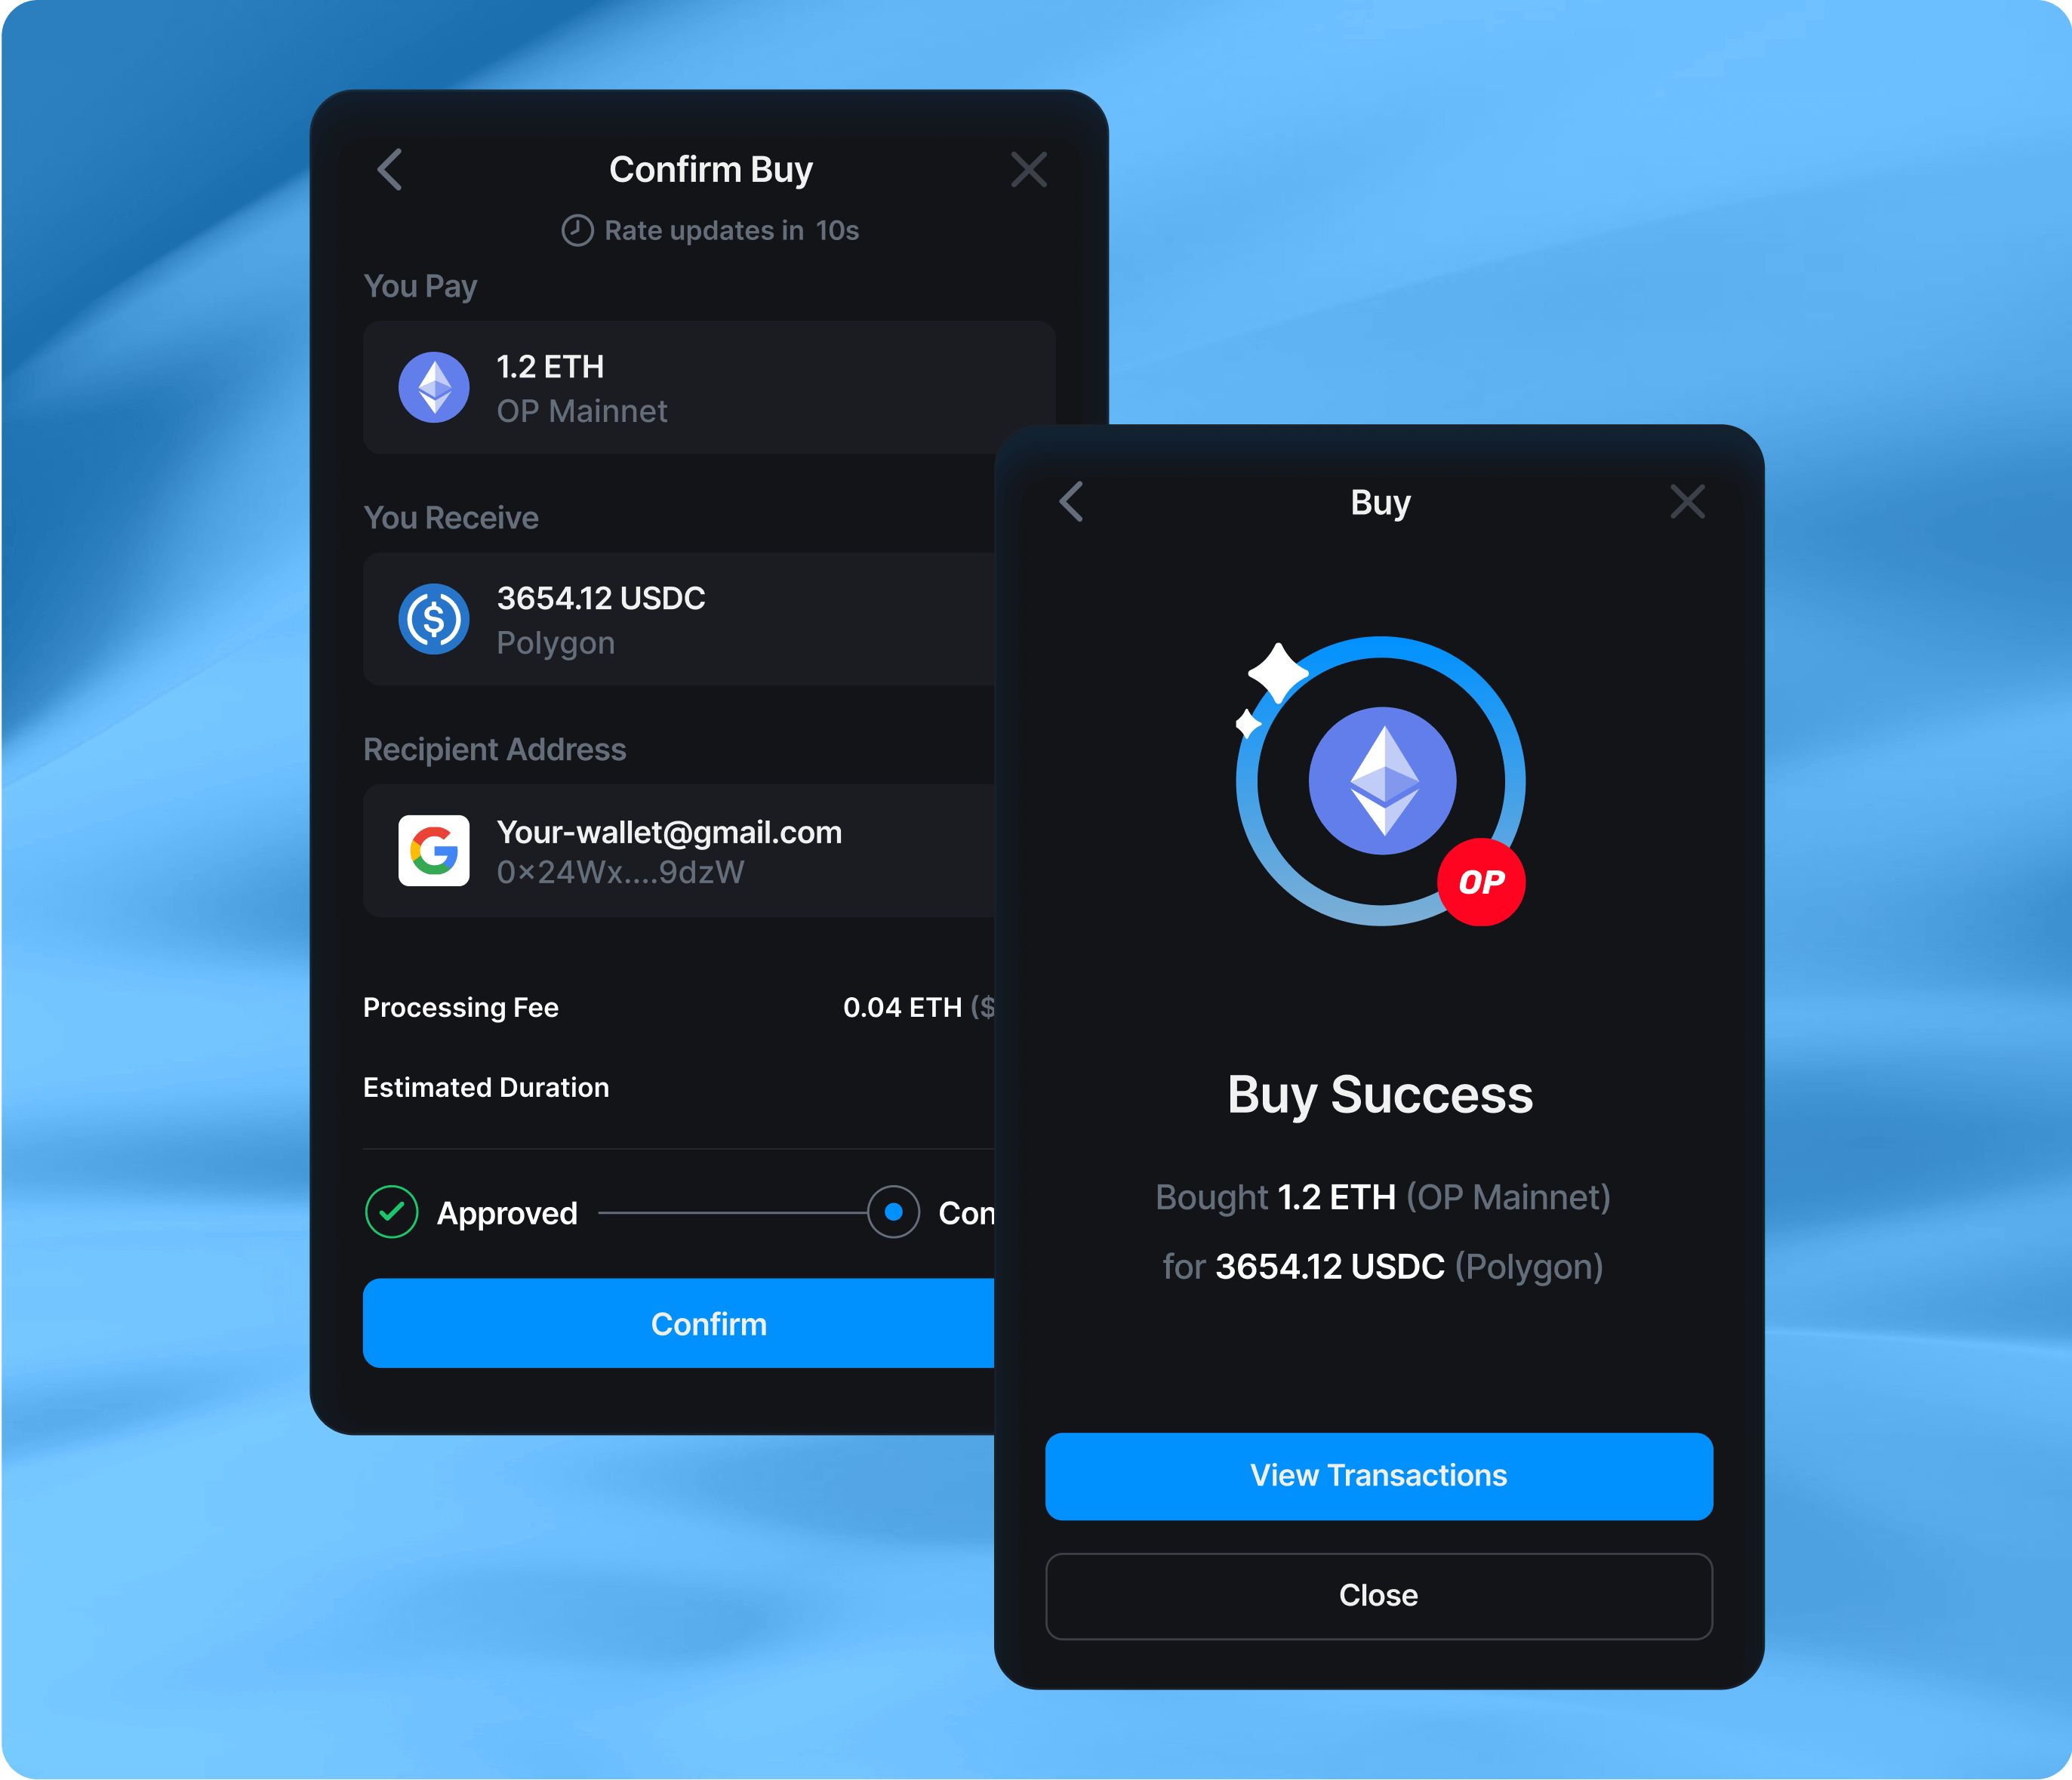 Confirm Buy
Rate updates in 10s
You Pay
1.2 ETH
OP Mainnet
You Receive
3654.12 USDC
Polygon
Recipient Address
Your-wallet@gmail.com
0×24Wx....9dzW
Processing Fee 0.04 ETH ($
Estimated Duration
Approved Con
Confirm
Buy
OP
Buy Success
Bought 1.2 ETH (OP Mainnet)
for 3654.12 USDC (Polygon)
View Transactions
Close